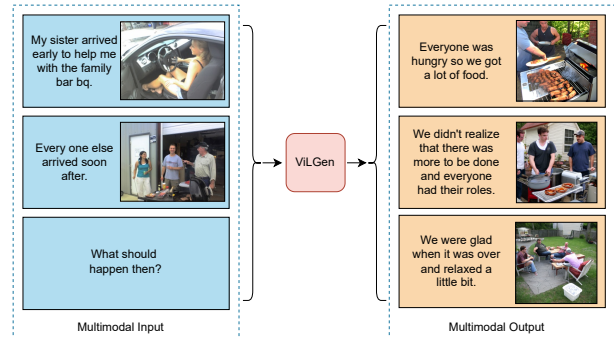 My sister arrived
early to help me
with the family
bar bq.
Every one else
arrived soon
after.
What should
happen then?
Multimodal Input
ViLGen
Everyone was
hungry so we got
a lot of food.
We didn't realize
that there was
more to be done
and everyone
had their roles.
We were glad
when it was over
and relaxed a
little bit.
Multimodal Output